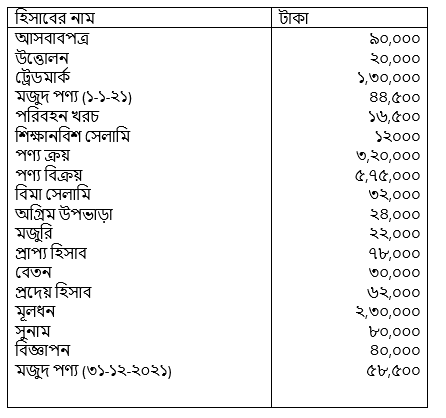 হিসাবের নাম টাকা
আসবাবপত্র ৯০,০০০
উত্তোলন ২০,০০০
ট্রেডমার্ক ১,৩০,০০০
মজুদ পণ্য (১-১-২১) ৪৪,৫০০
পরিবহন খরচ ১৬,৫০০
শিক্ষানবিশ সেলামি ১২০০০
পণ্য ক্রয় ৩,২০,০০০
পণ্য বিক্রয় ৫,৭৫,০০০
বিমা সেলামি ৩২,০০০
অগ্রিম উপভাড়া ২৪,০০০
মজুরি ২২,০০০
প্রাপ্য হিসাব ৭৮,০০০
বেতন ৩০,০০০
প্রদেয় হিসাব ৬২,০০০
মূলধন ২,৩০,০০০
সুনাম ৮০,০০০
বিজ্ঞাপন ৪০,০০০
মজুদ পণ্য (৩১-১২-২০২১) ৫৮,৫০০